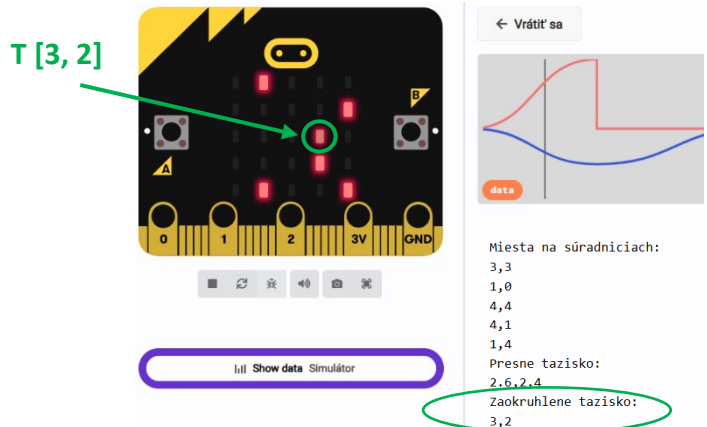 T [3, 2]
B
A
0 1 2 3V GND
Show data Simulátor
← Vrátiť sa
data
Miesta na súradniciach:
3,3
1,0
4,4
4,1
1,4
Presne tazisko:
2.6,2.4
Zaokruhlene tazisko:
3,2